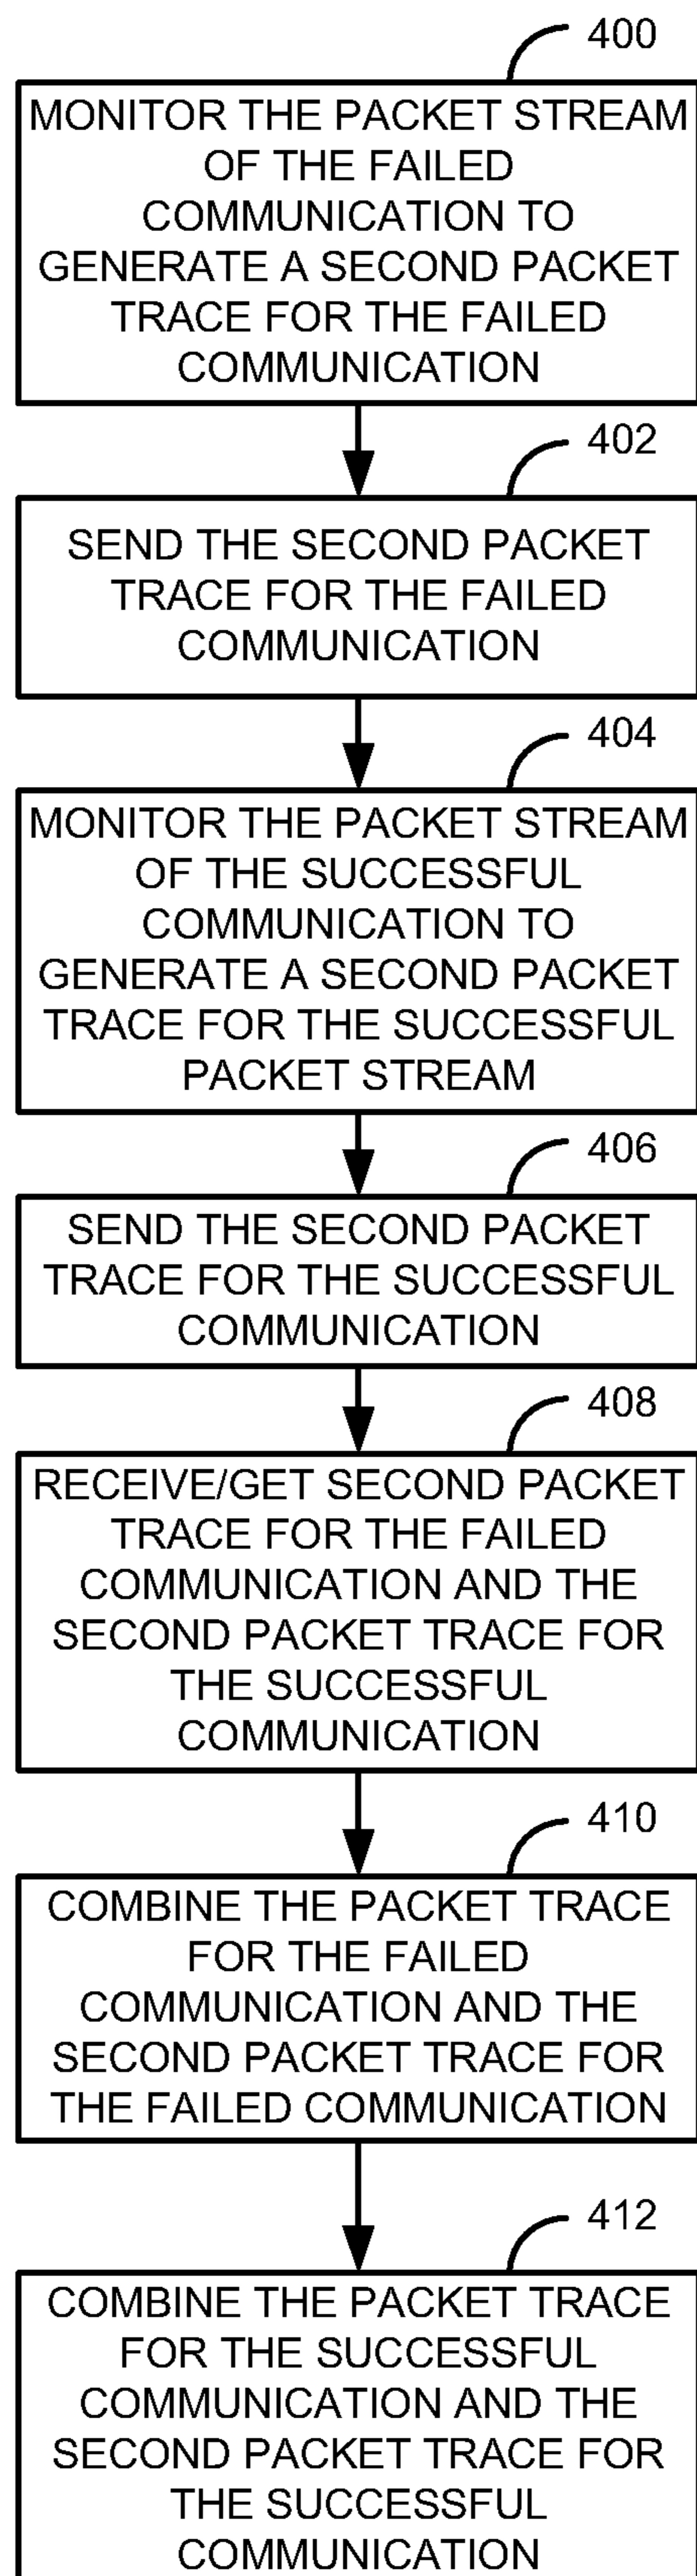 400
MONITOR THE PACKET STREAM
OF THE FAILED
COMMUNICATION TO
GENERATE A SECOND PACKET
TRACE FOR THE FAILED
COMMUNICATION
402
SEND THE SECOND PACKET
TRACE FOR THE FAILED
COMMUNICATION
404
MONITOR THE PACKET STREAM
OF THE SUCCESSFUL
COMMUNICATION TO
GENERATE A SECOND PACKET
TRACE FOR THE SUCCESSFUL
PACKET STREAM
406
SEND THE SECOND PACKET
TRACE FOR THE SUCCESSFUL
COMMUNICATION
408
RECEIVE/GET SECOND PACKET
TRACE FOR THE FAILED
COMMUNICATION AND THE
SECOND PACKET TRACE FOR
THE SUCCESSFUL
COMMUNICATION
410
COMBINE THE PACKET TRACE
FOR THE FAILED
COMMUNICATION AND THE
SECOND PACKET TRACE FOR
THE FAILED COMMUNICATION
412
COMBINE THE PACKET TRACE
FOR THE SUCCESSFUL
COMMUNICATION AND THE
SECOND PACKET TRACE FOR
THE SUCCESSFUL
COMMUNICATION